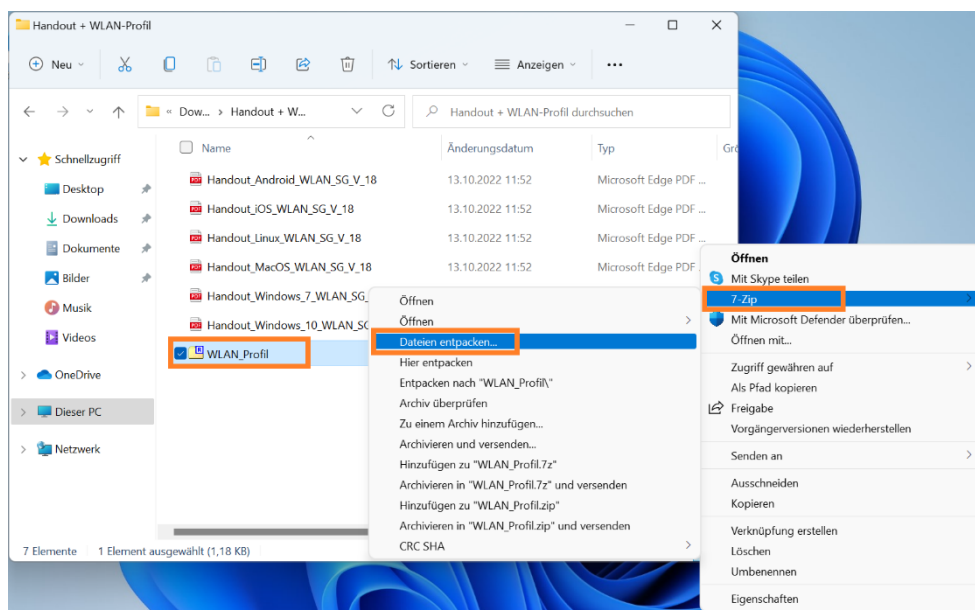 Handout + WLAN-Profil
Neu
Sortieren
Anzeigen
« Dow... > Handout + W...
Handout + WLAN-Profil durchsuchen
Name
Änderungsdatum
Typ
Schnellzugriff
Desktop
Downloads
Dokumente
Bilder
Musik
Videos
OneDrive
Dieser PC
Netzwerk
Handout_Android_WLAN_SG_V_18 13.10.2022 11:52 Microsoft Edge PDF ...
Handout_iOS_WLAN_SG_V_18 13.10.2022 11:52 Microsoft Edge PDF ...
Handout_Linux_WLAN_SG_V_18 13.10.2022 11:52 Microsoft Edge PDF ...
Handout_MacOS_WLAN_SG_V_18 13.10.2022 11:52 Microsoft Edge PDF
Handout_Windows_7_WLAN_SG_
Handout_Windows_10_WLAN_SG
WLAN_Profil
7 Elemente
1 Element ausgewählt (1,18 KB)
Öffnen
Öffnen
Dateien entpacken...
Hier entpacken
Entpacken nach "WLAN_Profil\"
Archiv überprüfen
Zu einem Archiv hinzufügen...
Archivieren und versenden...
Hinzufügen zu "WLAN_Profil.7z"
Archivieren in "WLAN_Profil.7z" und versenden
Hinzufügen zu "WLAN_Profil.zip"
Archivieren in "WLAN_Profil.zip" und versenden
CRC SHA
Öffnen
Mit Skype teilen
7-Zip
Mit Microsoft Defender überprüfen...
Öffnen mit...
Zugriff gewähren auf
Als Pfad kopieren
Freigabe
Vorgängerversionen wiederherstellen
Senden an
Ausschneiden
Kopieren
Verknüpfung erstellen
Löschen
Umbenennen
Eigenschaften